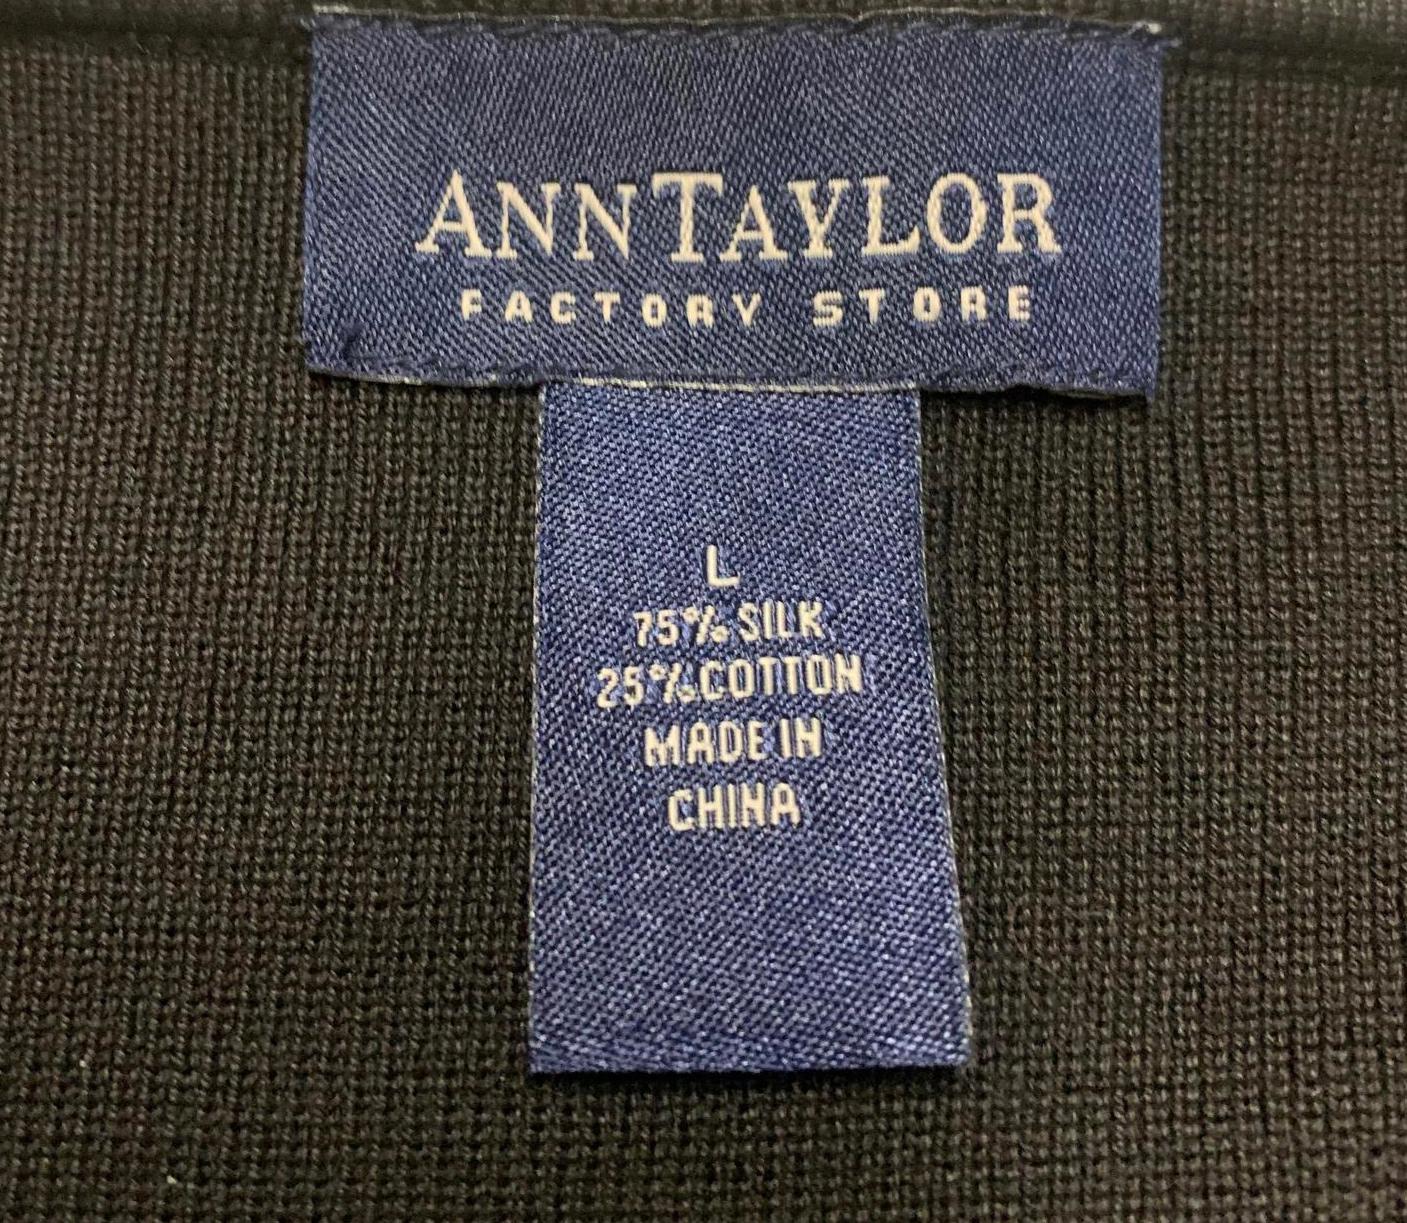 ANNTAYLOR
FACTORY STORE
L
75% SILK
25% COTTON
MADE IN
CHINA